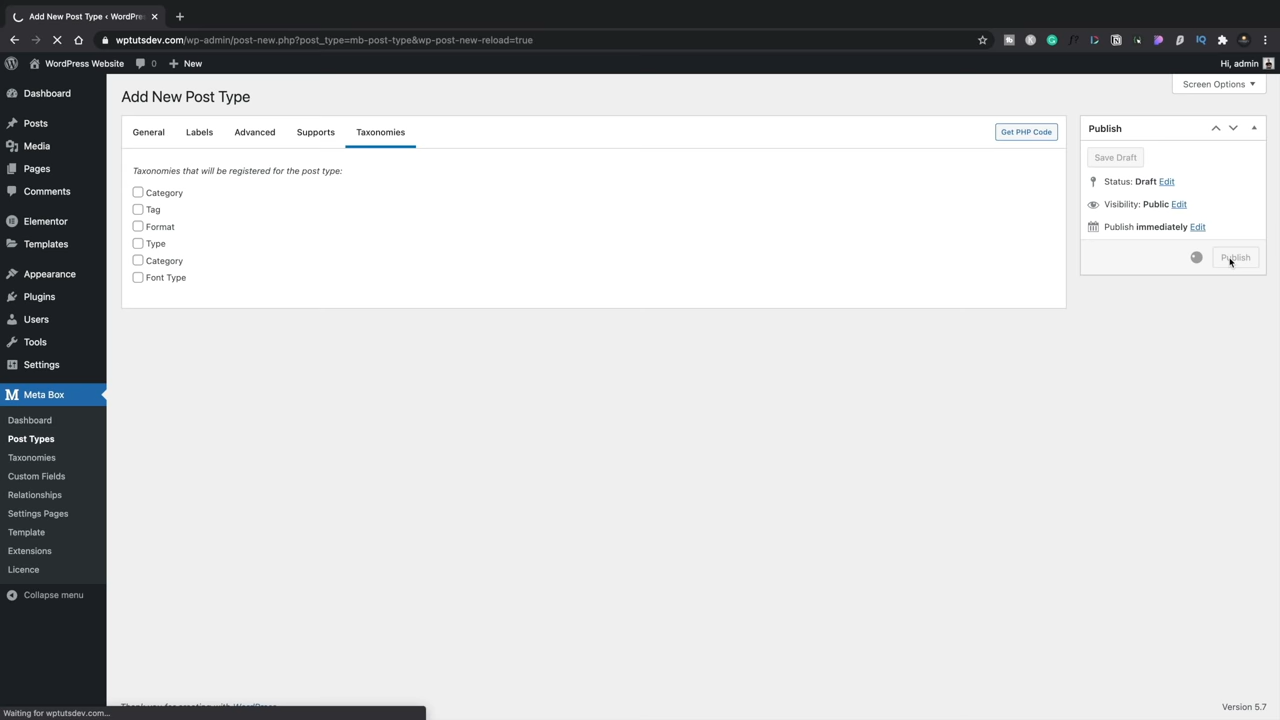 Add New Post Type ‹ WordPre
wptutsdev.com/wp-admin/post-new.php?post_type=mb-post-type&wp-post-new-reload=true
WordPress Website
0
New
Hi, admin
Screen Options
Dashboard
Posts
Media
Pages
Comments
Elementor
Templates
Appearance
Plugins
Users
Tools
Settings
Meta Box
Dashboard
Post Types
Taxonomies
Custom Fields
Relationships
Settings Pages
Template
Extensions
Licence
Collapse menu
Add New Post Type
General Labels Advanced Supports Taxonomies
Get PHP Code
Taxonomies that will be registered for the post type:
Category
Tag
Format
Type
Category
Font Type
Publish
Save Draft
Status: Draft Edit
Visibility: Public Edit
Publish immediately Edit
Publish
Waiting for wptutsdev.com...
Version 5.7